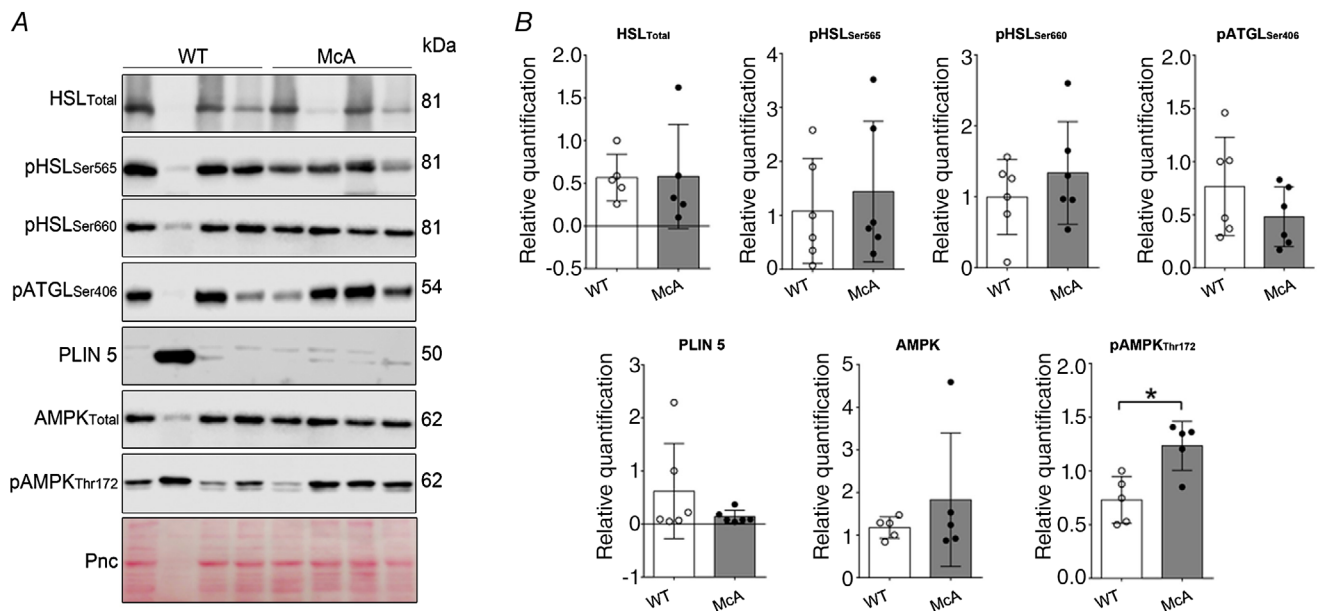 A
WT McA kDa
HSLTotal 81
pHSLSer565 81
pHSLSer660 81
pATGLSer406 54
PLIN 5 50
AMPKTotal 62
pAMPKThr172 62
Pnc
B
HSLTotal
Relative quantification
2.0
1.5
1.0
0.5
0.0
-0.5
WT McA
pHSLSer565
Relative quantification
4
3
2
1
0
WT McA
pHSLSer660
Relative quantification
3
2
1
0
WT McA
pATGLSer406
Relative quantification
2.0
1.5
1.0
0.5
0.0
WT McA
PLIN 5
Relative quantification
3
2
1
0
-1
WT McA
AMPK
Relative quantification
5
4
3
2
1
0
WT McA
pAMPKThr172
Relative quantification
2.0
1.5
1.0
0.5
0.0
*
WT McA